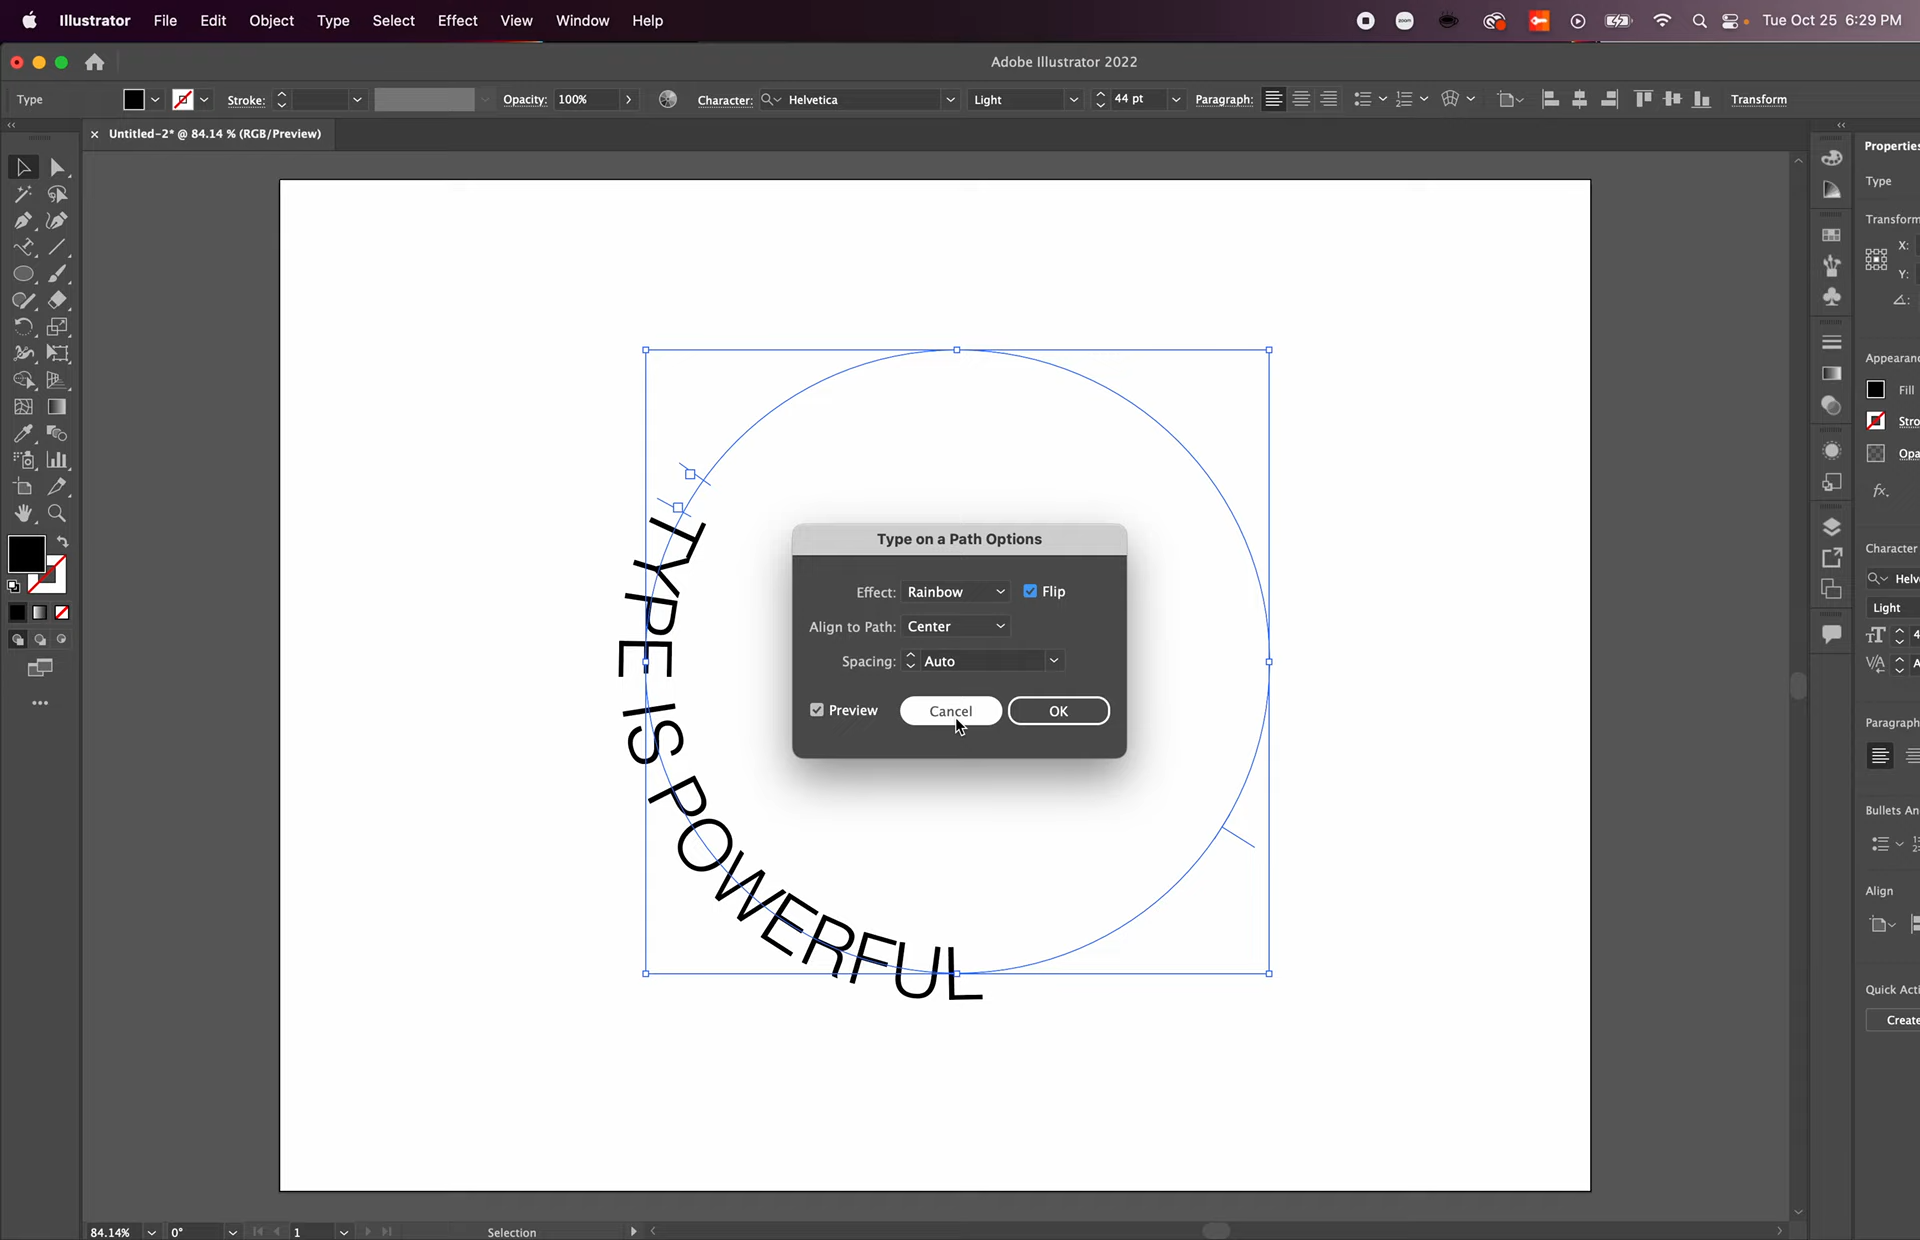 Illustrator File Edit Object Type Select Effect View Window Help zoom Tue Oct 25 6:29 PM
Adobe Illustrator 2022
Type Stroke: Opacity: 100% Character: Helvetica Light 44 pt Paragraph: Transform
Untitled-2* @ 84.14 % (RGB/Preview)
Properties
Type
Transform
X:
Y:
Appearance
Fill
Stro
Opa
fx.
TYPE IS POWERFUL
Type on a Path Options
Effect: Rainbow Flip
Align to Path: Center
Spacing: Auto
Preview Cancel OK
Character
Helv
Light
4
A
Paragraph
Bullets An
Align
Quick Acti
Create
84.14% 0° 1 Selection